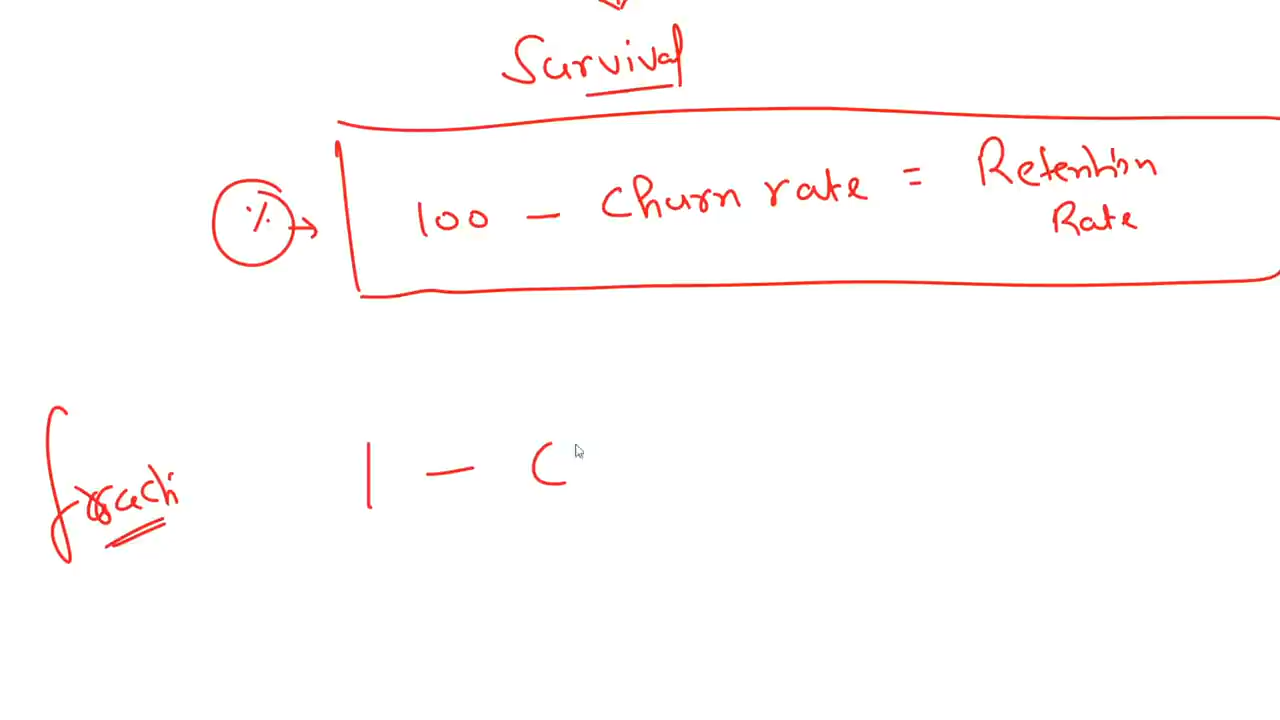 Survival
% → 100 - Churn rate = Retention
Rate
fracti 1 - C